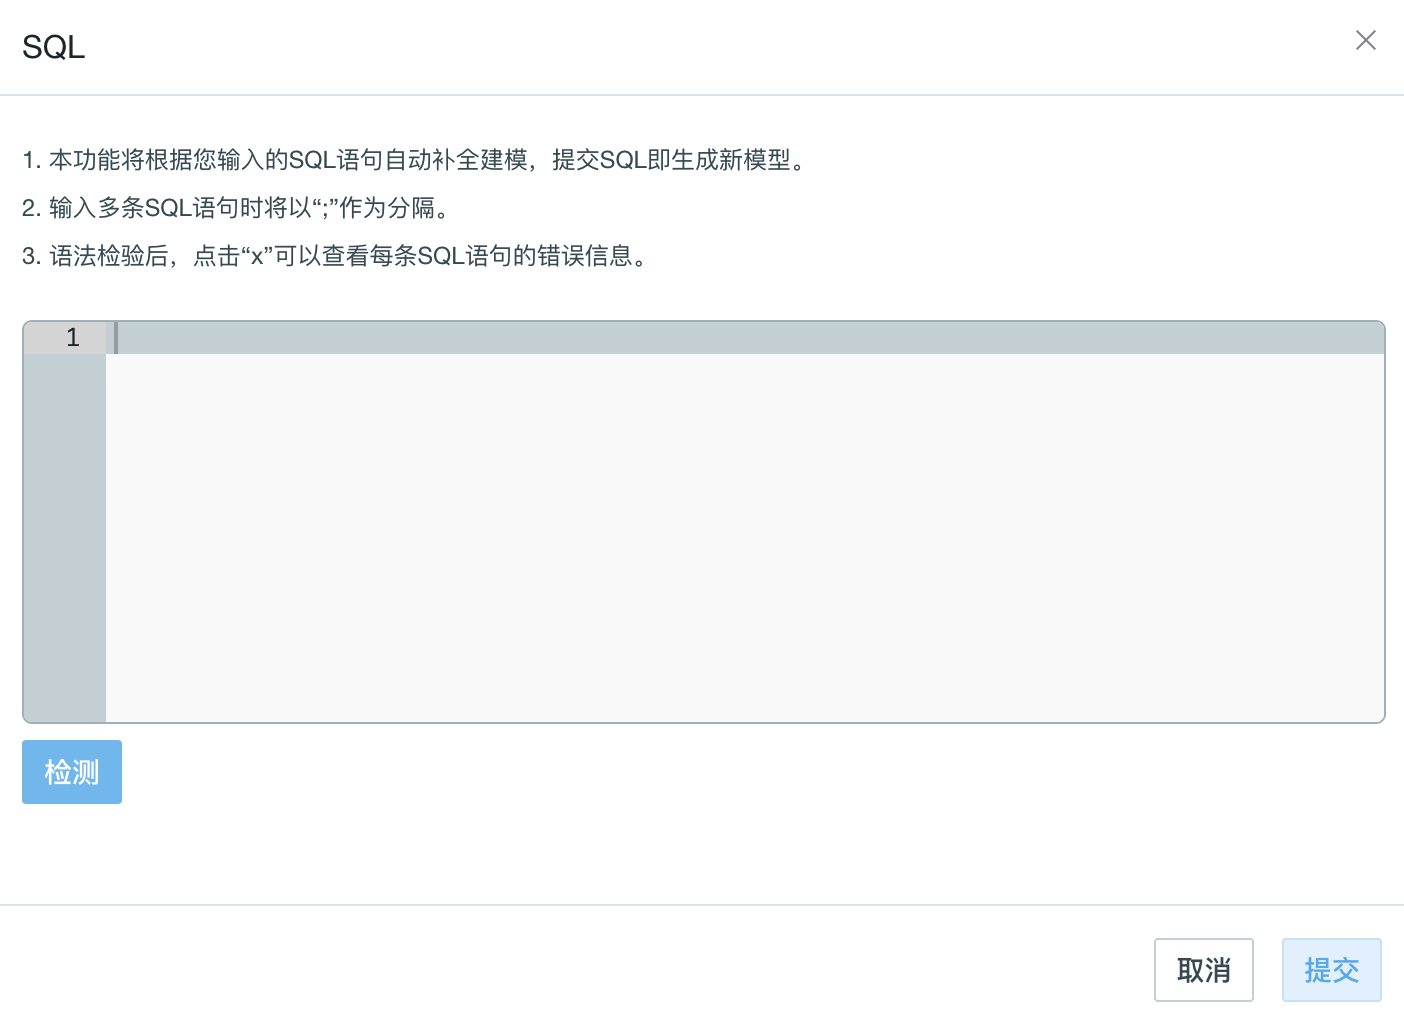 SQL
1. 本功能将根据您输入的SQL语句自动补全建模，提交SQL即生成新模型。
2. 输入多条SQL语句时将以“;”作为分隔。
3. 语法检验后，点击“x”可以查看每条SQL语句的错误信息。
1
检测
取消
提交